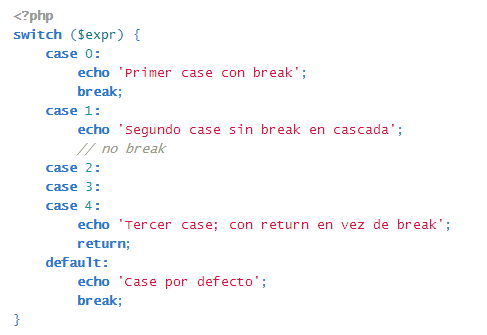 <?php
switch ($expr) {
    case 0:
        echo 'Primer case con break';
        break;
    case 1:
        echo 'Segundo case sin break en cascada';
        // no break
    case 2:
    case 3:
    case 4:
        echo 'Tercer case; con return en vez de break';
        return;
    default:
        echo 'Case por defecto';
        break;
}